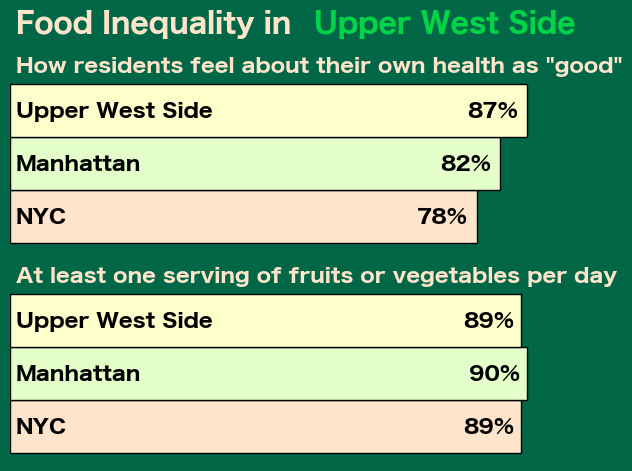 Food Inequality in Upper West Side
How residents feel about their own health as "good"
Upper West Side 87%
Manhattan 82%
NYC 78%
At least one serving of fruits or vegetables per day
Upper West Side 89%
Manhattan 90%
NYC 89%